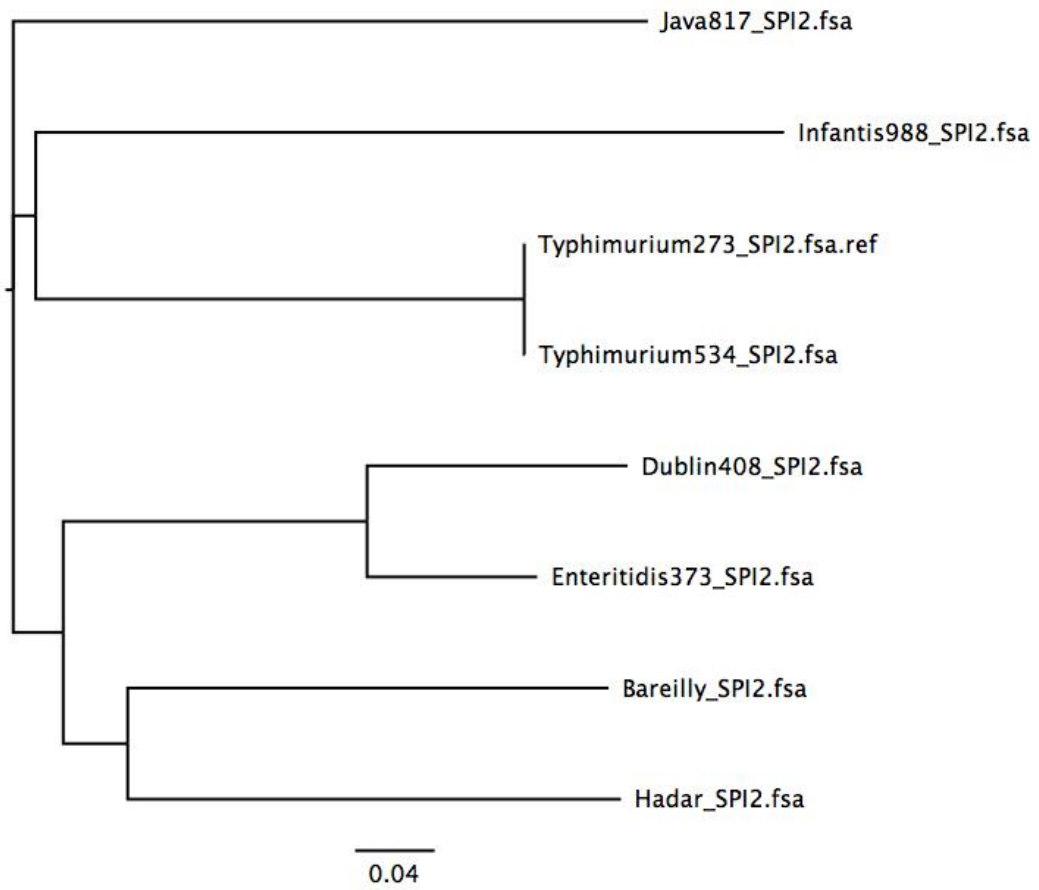 Java817_SPI2.fsa
Infantis988_SPI2.fsa
Typhimurium273_SPI2.fsa.ref
Typhimurium534_SPI2.fsa
Dublin408_SPI2.fsa
Enteritidis373_SPI2.fsa
Bareilly_SPI2.fsa
Hadar_SPI2.fsa
0.04